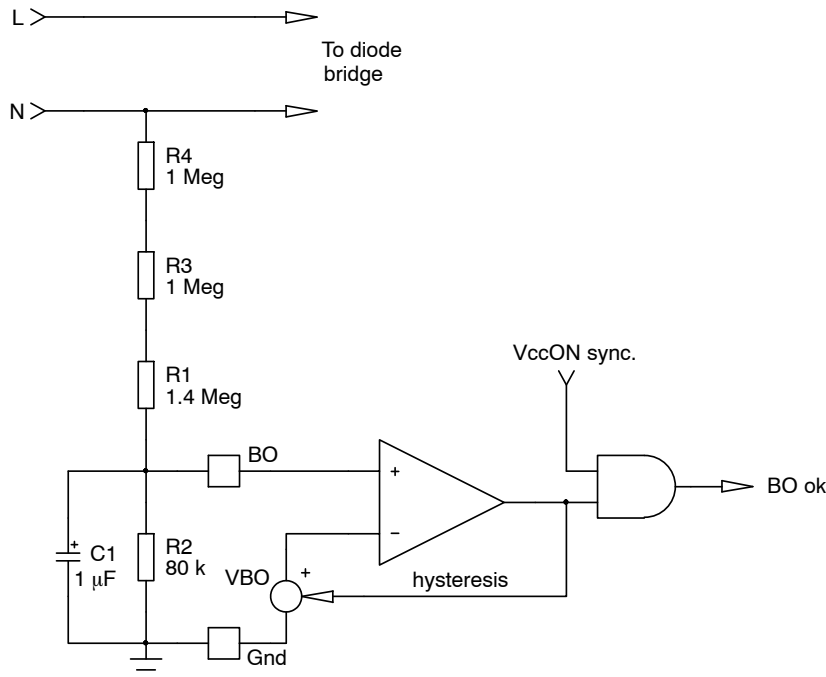 L
To diode
bridge
N
R4
1 Meg
R3
1 Meg
R1
1.4 Meg
VccON sync.
BO
+
−
BO ok
+
C1
1 μF
R2
80 k
VBO
+
hysteresis
Gnd